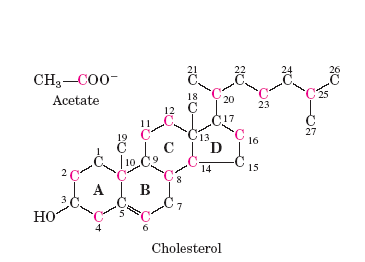 21 22 24 26
CH₃—COO⁻ C C C C
18 C 20 C 23 C 25
Acetate C 27 C
12 C 17
19 11 C C 13 C 16
1 C C C D C
2 C C 10 C 9 C 14 C 15
A B C 8
3 C C C C 7
HO C 5 C
4 6
Cholesterol